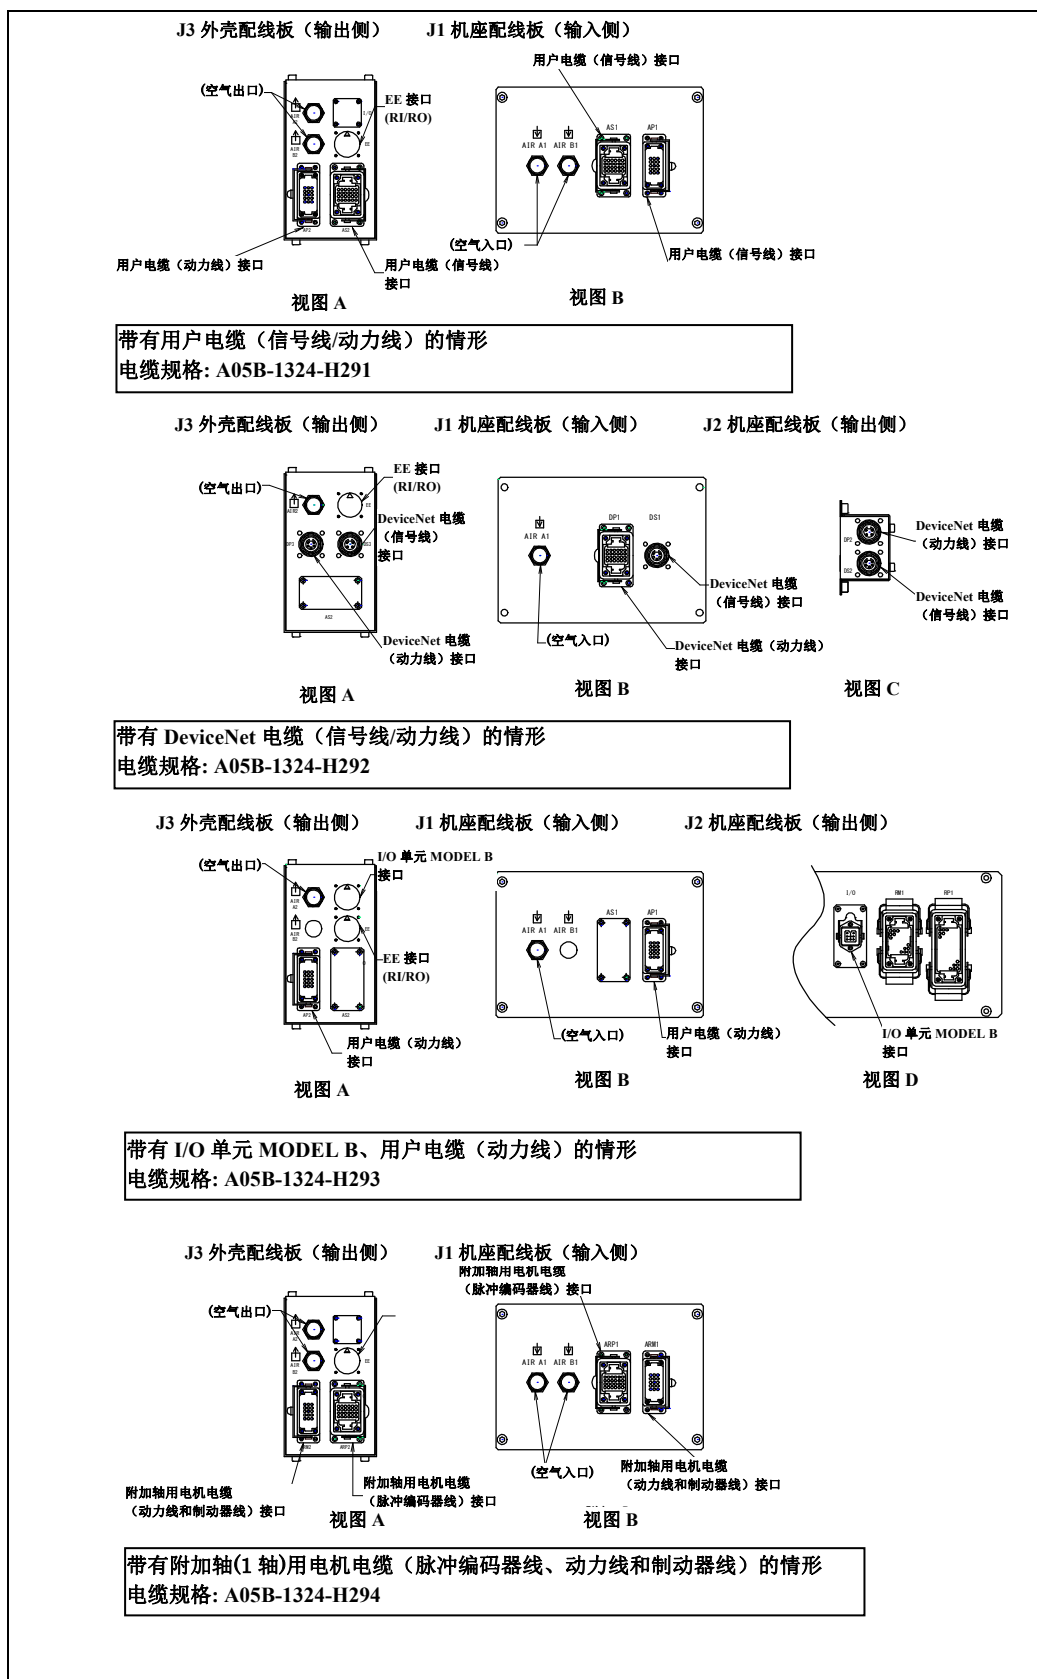 J3 外壳配线板（输出侧）
J1 机座配线板（输入侧）
用户电缆（信号线）接口
(空气出口)
EE 接口
(RI/RO)
I/O
AIR
A2
AIR
B2
EE
AP2
AS2
AS1
AP1
AIR A1
AIR B1
(空气入口)
用户电缆（动力线）接口
用户电缆（信号线）
接口
用户电缆（信号线）接口
视图 A
视图 B
带有用户电缆（信号线/动力线）的情形
电缆规格: A05B-1324-H291
J3 外壳配线板（输出侧）
J1 机座配线板（输入侧）
J2 机座配线板（输出侧）
(空气出口)
EE 接口
(RI/RO)
EE
AIR2
DeviceNet 电缆
（信号线）
接口
AS2
DeviceNet 电缆
（动力线）接口
DP1
DS1
AIR A1
(空气入口)
DeviceNet 电缆
（信号线）接口
DeviceNet 电缆（动力线）
接口
DP2
DS2
DeviceNet 电缆
（动力线）接口
DeviceNet 电缆
（信号线）接口
视图 A
视图 B
视图 C
带有 DeviceNet 电缆（信号线/动力线）的情形
电缆规格: A05B-1324-H292
J3 外壳配线板（输出侧）
J1 机座配线板（输入侧）
J2 机座配线板（输出侧）
(空气出口)
I/O 单元 MODEL B
接口
AIR
A2
AIR
B2
EE 接口
(RI/RO)
AP2
AS2
用户电缆（动力线）
接口
AS1
AP1
AIR A1
AIR B1
(空气入口)
用户电缆（动力线）
接口
I/O
RM1
RP1
I/O 单元 MODEL B
接口
视图 A
视图 B
视图 D
带有 I/O 单元 MODEL B、用户电缆（动力线）的情形
电缆规格: A05B-1324-H293
J3 外壳配线板（输出侧）
J1 机座配线板（输入侧）
附加轴用电机电缆
（脉冲编码器线）接口
(空气出口)
AIR
A2
AIR
B2
EE
RM2
ARP2
ARP1
ARM1
AIR A1
AIR B1
(空气入口)
附加轴用电机电缆
（动力线和制动器线）接口
附加轴用电机电缆
（脉冲编码器线）接口
附加轴用电机电缆
（动力线和制动器线）接口
视图 A
视图 B
带有附加轴(1 轴)用电机电缆（脉冲编码器线、动力线和制动器线）的情形
电缆规格: A05B-1324-H294